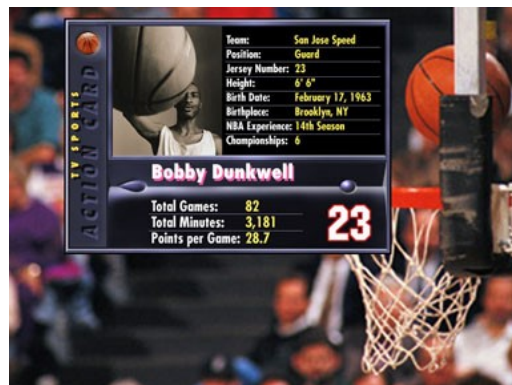 TV SPORTS
ACTION CARD
Team: San Jose Speed
Position: Guard
Jersey Number: 23
Height: 6' 6"
Birth Date: February 17, 1963
Birthplace: Brooklyn, NY
NBA Experience: 14th Season
Championships: 6
Bobby Dunkwell
Total Games: 82
Total Minutes: 3,181
Points per Game: 28.7
23